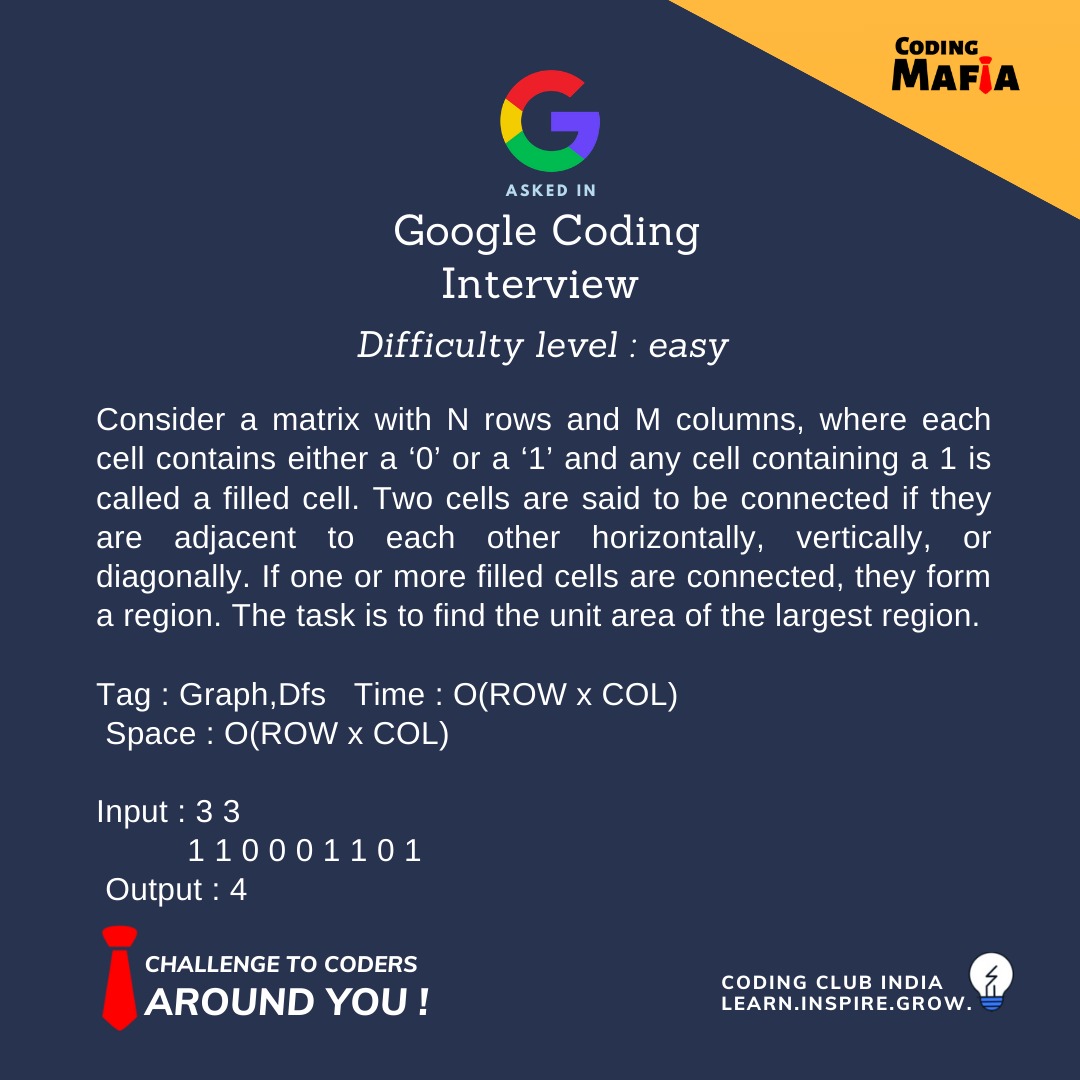 CODING
MAFIA
G
ASKED IN
Google Coding
Interview
Difficulty level : easy
Consider a matrix with N rows and M columns, where each
cell contains either a ‘0’ or a ‘1’ and any cell containing a 1 is
called a filled cell. Two cells are said to be connected if they
are adjacent to each other horizontally, vertically, or
diagonally. If one or more filled cells are connected, they form
a region. The task is to find the unit area of the largest region.
Tag : Graph,Dfs Time : O(ROW x COL)
Space : O(ROW x COL)
Input : 3 3
1 1 0 0 0 1 1 0 1
Output : 4
CHALLENGE TO CODERS
AROUND YOU !
CODING CLUB INDIA
LEARN.INSPIRE.GROW.